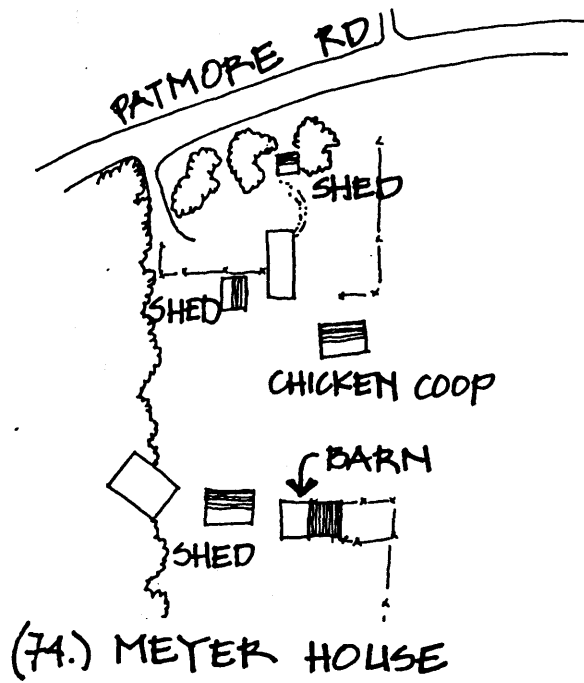 PATMORE RD
SHED
SHED
CHICKEN COOP
BARN
SHED
(74.) MEYER HOUSE